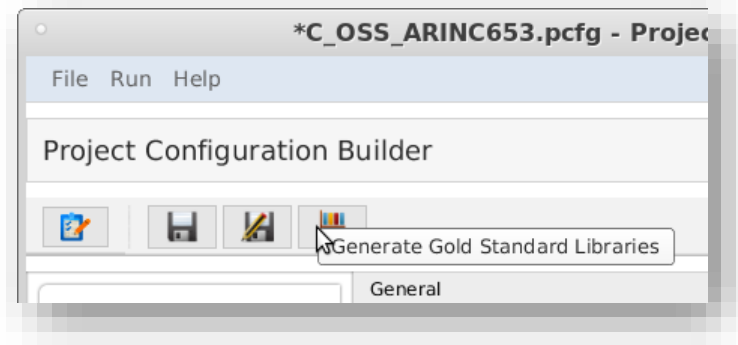 *C_OSS_ARINC653.pcfg - Projec
File Run Help
Project Configuration Builder
Generate Gold Standard Libraries
General